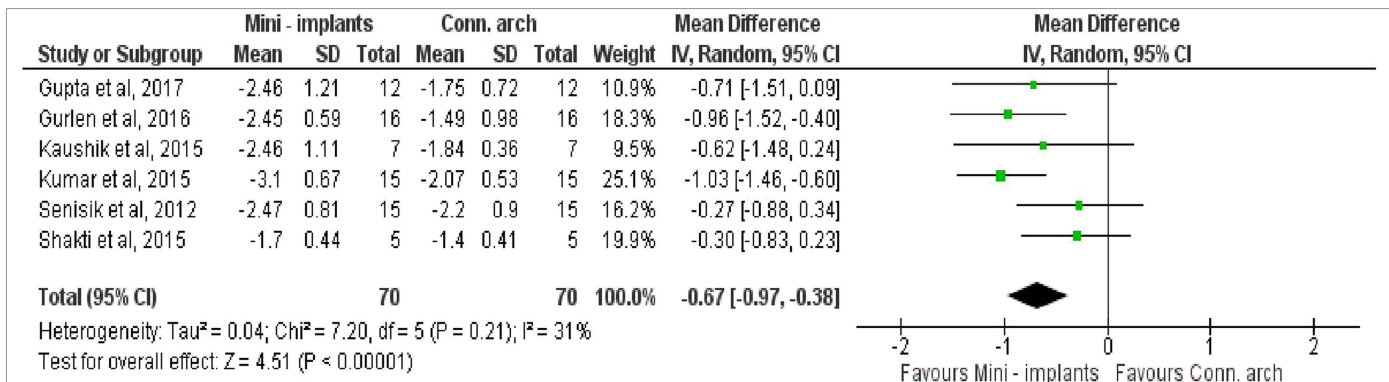 Mini - implants Conn. arch Mean Difference Mean Difference
Study or Subgroup Mean SD Total Mean SD Total Weight IV, Random, 95% CI IV, Random, 95% CI
Gupta et al, 2017 -2.46 1.21 12 -1.75 0.72 12 10.9% -0.71 [-1.51, 0.09]
Gurlen et al, 2016 -2.45 0.59 16 -1.49 0.98 16 18.3% -0.96 [-1.52, -0.40]
Kaushik et al, 2015 -2.46 1.11 7 -1.84 0.36 7 9.5% -0.62 [-1.48, 0.24]
Kumar et al, 2015 -3.1 0.67 15 -2.07 0.53 15 25.1% -1.03 [-1.46, -0.60]
Senisik et al, 2012 -2.47 0.81 15 -2.2 0.9 15 16.2% -0.27 [-0.88, 0.34]
Shakti et al, 2015 -1.7 0.44 5 -1.4 0.41 5 19.9% -0.30 [-0.83, 0.23]
Total (95% CI) 70 70 100.0% -0.67 [-0.97, -0.38]
Heterogeneity: Tau² = 0.04; Chi² = 7.20, df = 5 (P = 0.21); I² = 31%
Test for overall effect: Z = 4.51 (P < 0.00001)
-2 -1 0 1 2
Favours Mini - implants Favours Conn. arch